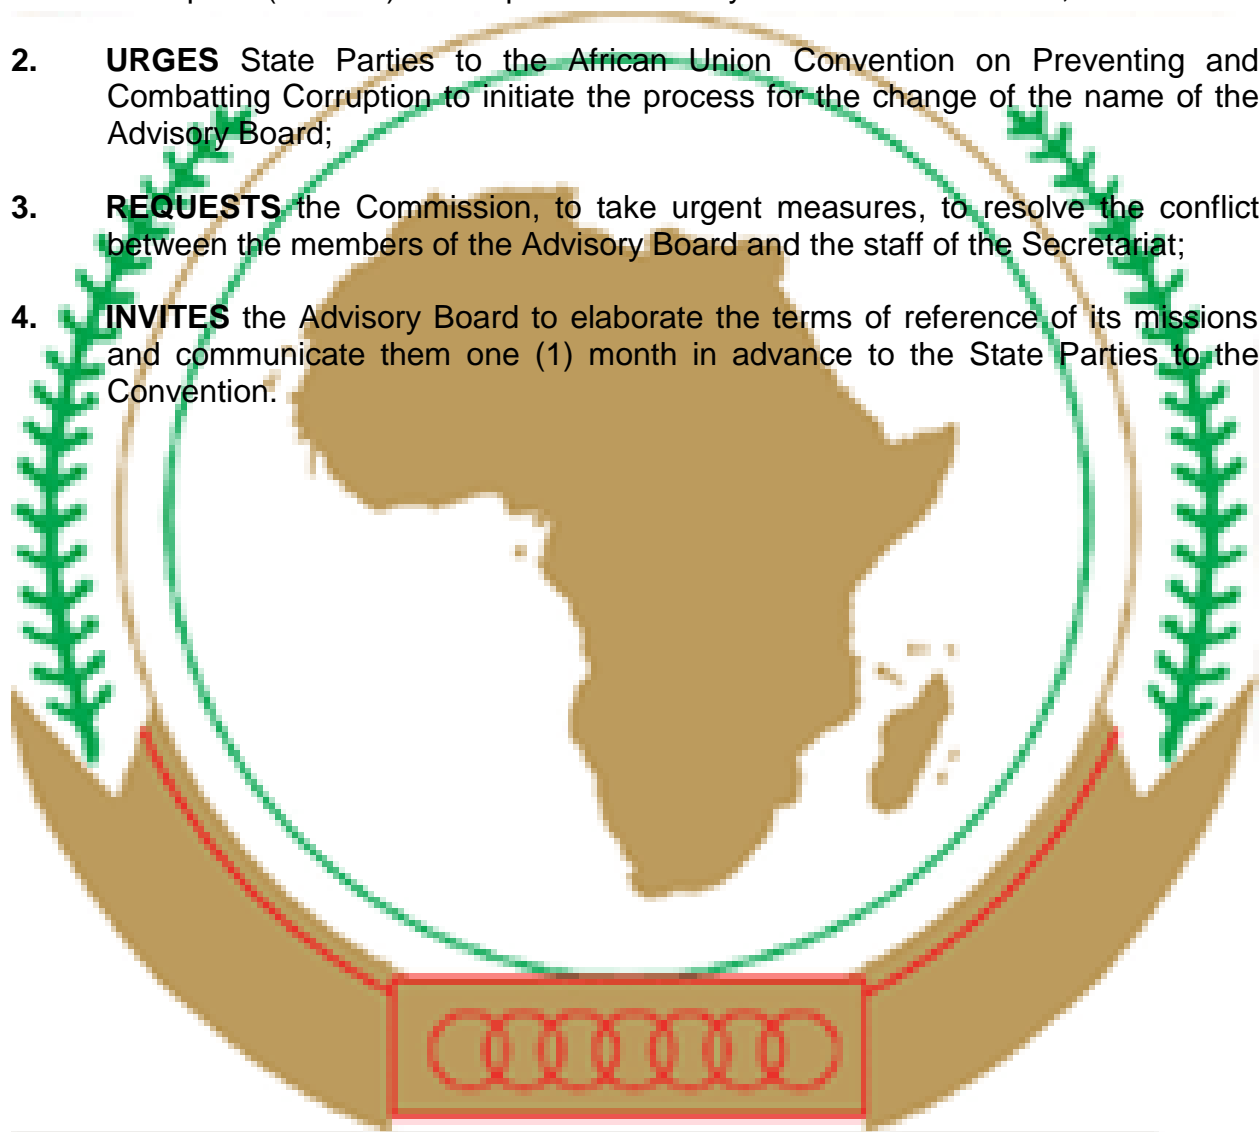 2. URGES State Parties to the African Union Convention on Preventing and
Combatting Corruption to initiate the process for the change of the name of the
Advisory Board;
3. REQUESTS the Commission, to take urgent measures, to resolve the conflict
between the members of the Advisory Board and the staff of the Secretariat;
4. INVITES the Advisory Board to elaborate the terms of reference of its missions
and communicate them one (1) month in advance to the State Parties to the
Convention.